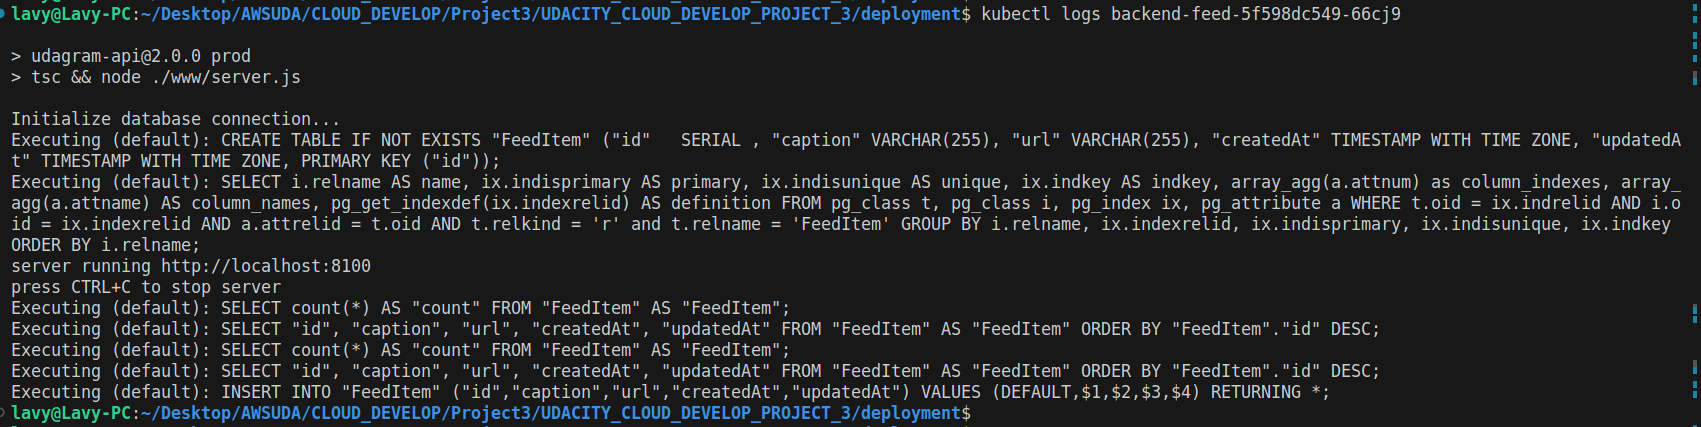 lavy@Lavy-PC:~/Desktop/AWSUDA/CLOUD_DEVELOP/Project3/UDACITY_CLOUD_DEVELOP_PROJECT_3/deployment$ kubectl logs backend-feed-5f598dc549-66cj9
> udagram-api@2.0.0 prod
> tsc && node ./www/server.js
Initialize database connection...
Executing (default): CREATE TABLE IF NOT EXISTS "FeedItem" ("id"   SERIAL , "caption" VARCHAR(255), "url" VARCHAR(255), "createdAt" TIMESTAMP WITH TIME ZONE, "updatedA
t" TIMESTAMP WITH TIME ZONE, PRIMARY KEY ("id"));
Executing (default): SELECT i.relname AS name, ix.indisprimary AS primary, ix.indisunique AS unique, ix.indkey AS indkey, array_agg(a.attnum) as column_indexes, array_
agg(a.attname) AS column_names, pg_get_indexdef(ix.indexrelid) AS definition FROM pg_class t, pg_class i, pg_index ix, pg_attribute a WHERE t.oid = ix.indrelid AND i.o
id = ix.indexrelid AND a.attrelid = t.oid AND t.relkind = 'r' and t.relname = 'FeedItem' GROUP BY i.relname, ix.indexrelid, ix.indisprimary, ix.indisunique, ix.indkey
ORDER BY i.relname;
server running http://localhost:8100
press CTRL+C to stop server
Executing (default): SELECT count(*) AS "count" FROM "FeedItem" AS "FeedItem";
Executing (default): SELECT "id", "caption", "url", "createdAt", "updatedAt" FROM "FeedItem" AS "FeedItem" ORDER BY "FeedItem"."id" DESC;
Executing (default): SELECT count(*) AS "count" FROM "FeedItem" AS "FeedItem";
Executing (default): SELECT "id", "caption", "url", "createdAt", "updatedAt" FROM "FeedItem" AS "FeedItem" ORDER BY "FeedItem"."id" DESC;
Executing (default): INSERT INTO "FeedItem" ("id","caption","url","createdAt","updatedAt") VALUES (DEFAULT,$1,$2,$3,$4) RETURNING *;
lavy@Lavy-PC:~/Desktop/AWSUDA/CLOUD_DEVELOP/Project3/UDACITY_CLOUD_DEVELOP_PROJECT_3/deployment$